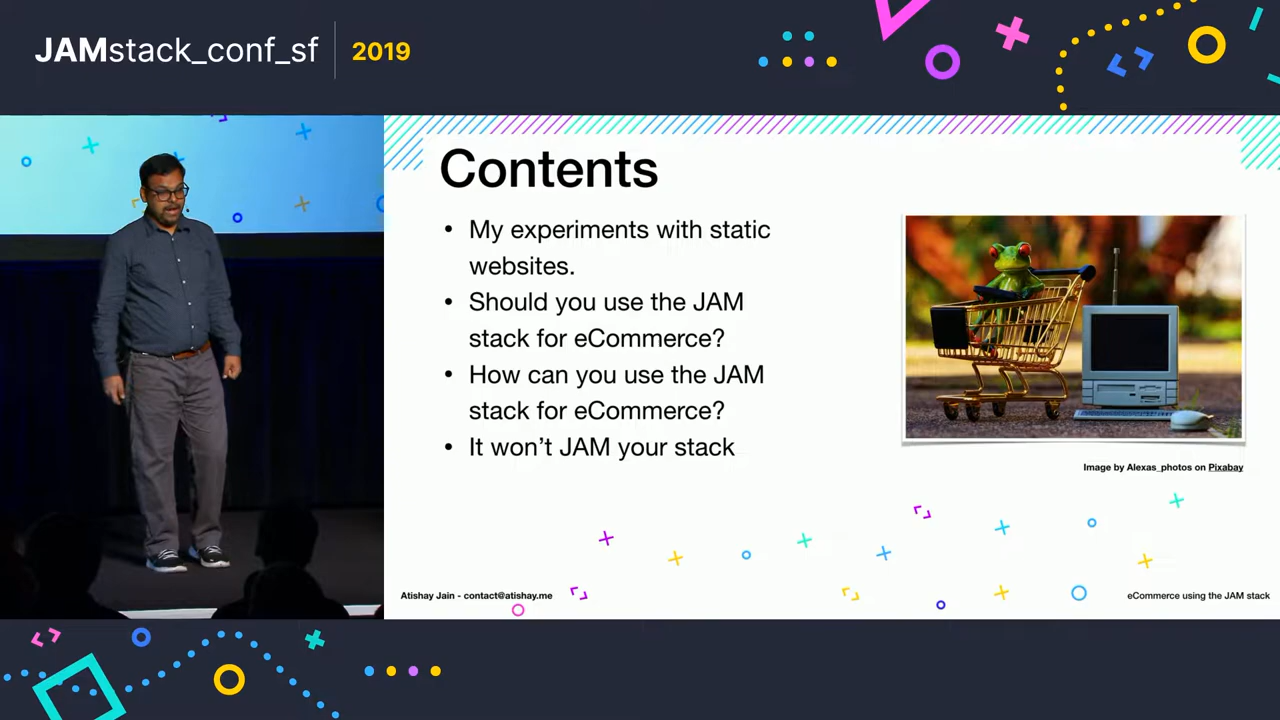 JAMstack_conf_sf 2019
Contents
• My experiments with static
websites.
• Should you use the JAM
stack for eCommerce?
• How can you use the JAM
stack for eCommerce?
• It won’t JAM your stack
Image by Alexas_photos on Pixabay
Atishay Jain - contact@atishay.me
eCommerce using the JAM stack